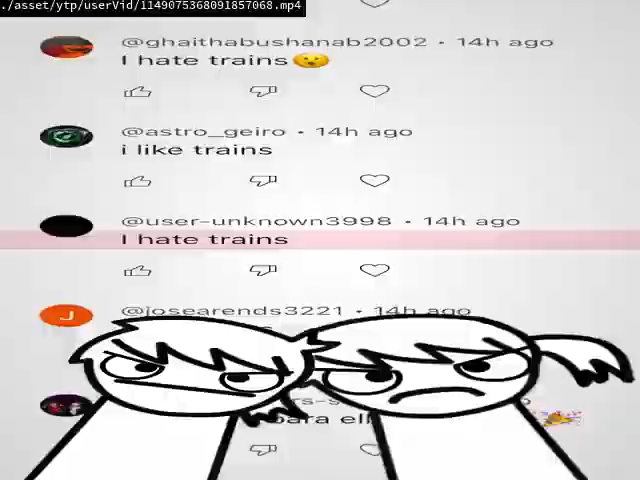 ./asset/ytp/userVid/1149075368091857068.mp4
@ghaithabushanab2002 • 14h ago
I hate trains😮
@astro_geiro • 14h ago
i like trains
@user-unknown3998 • 14h ago
I hate trains
J
@josearends3221 • 14h ago